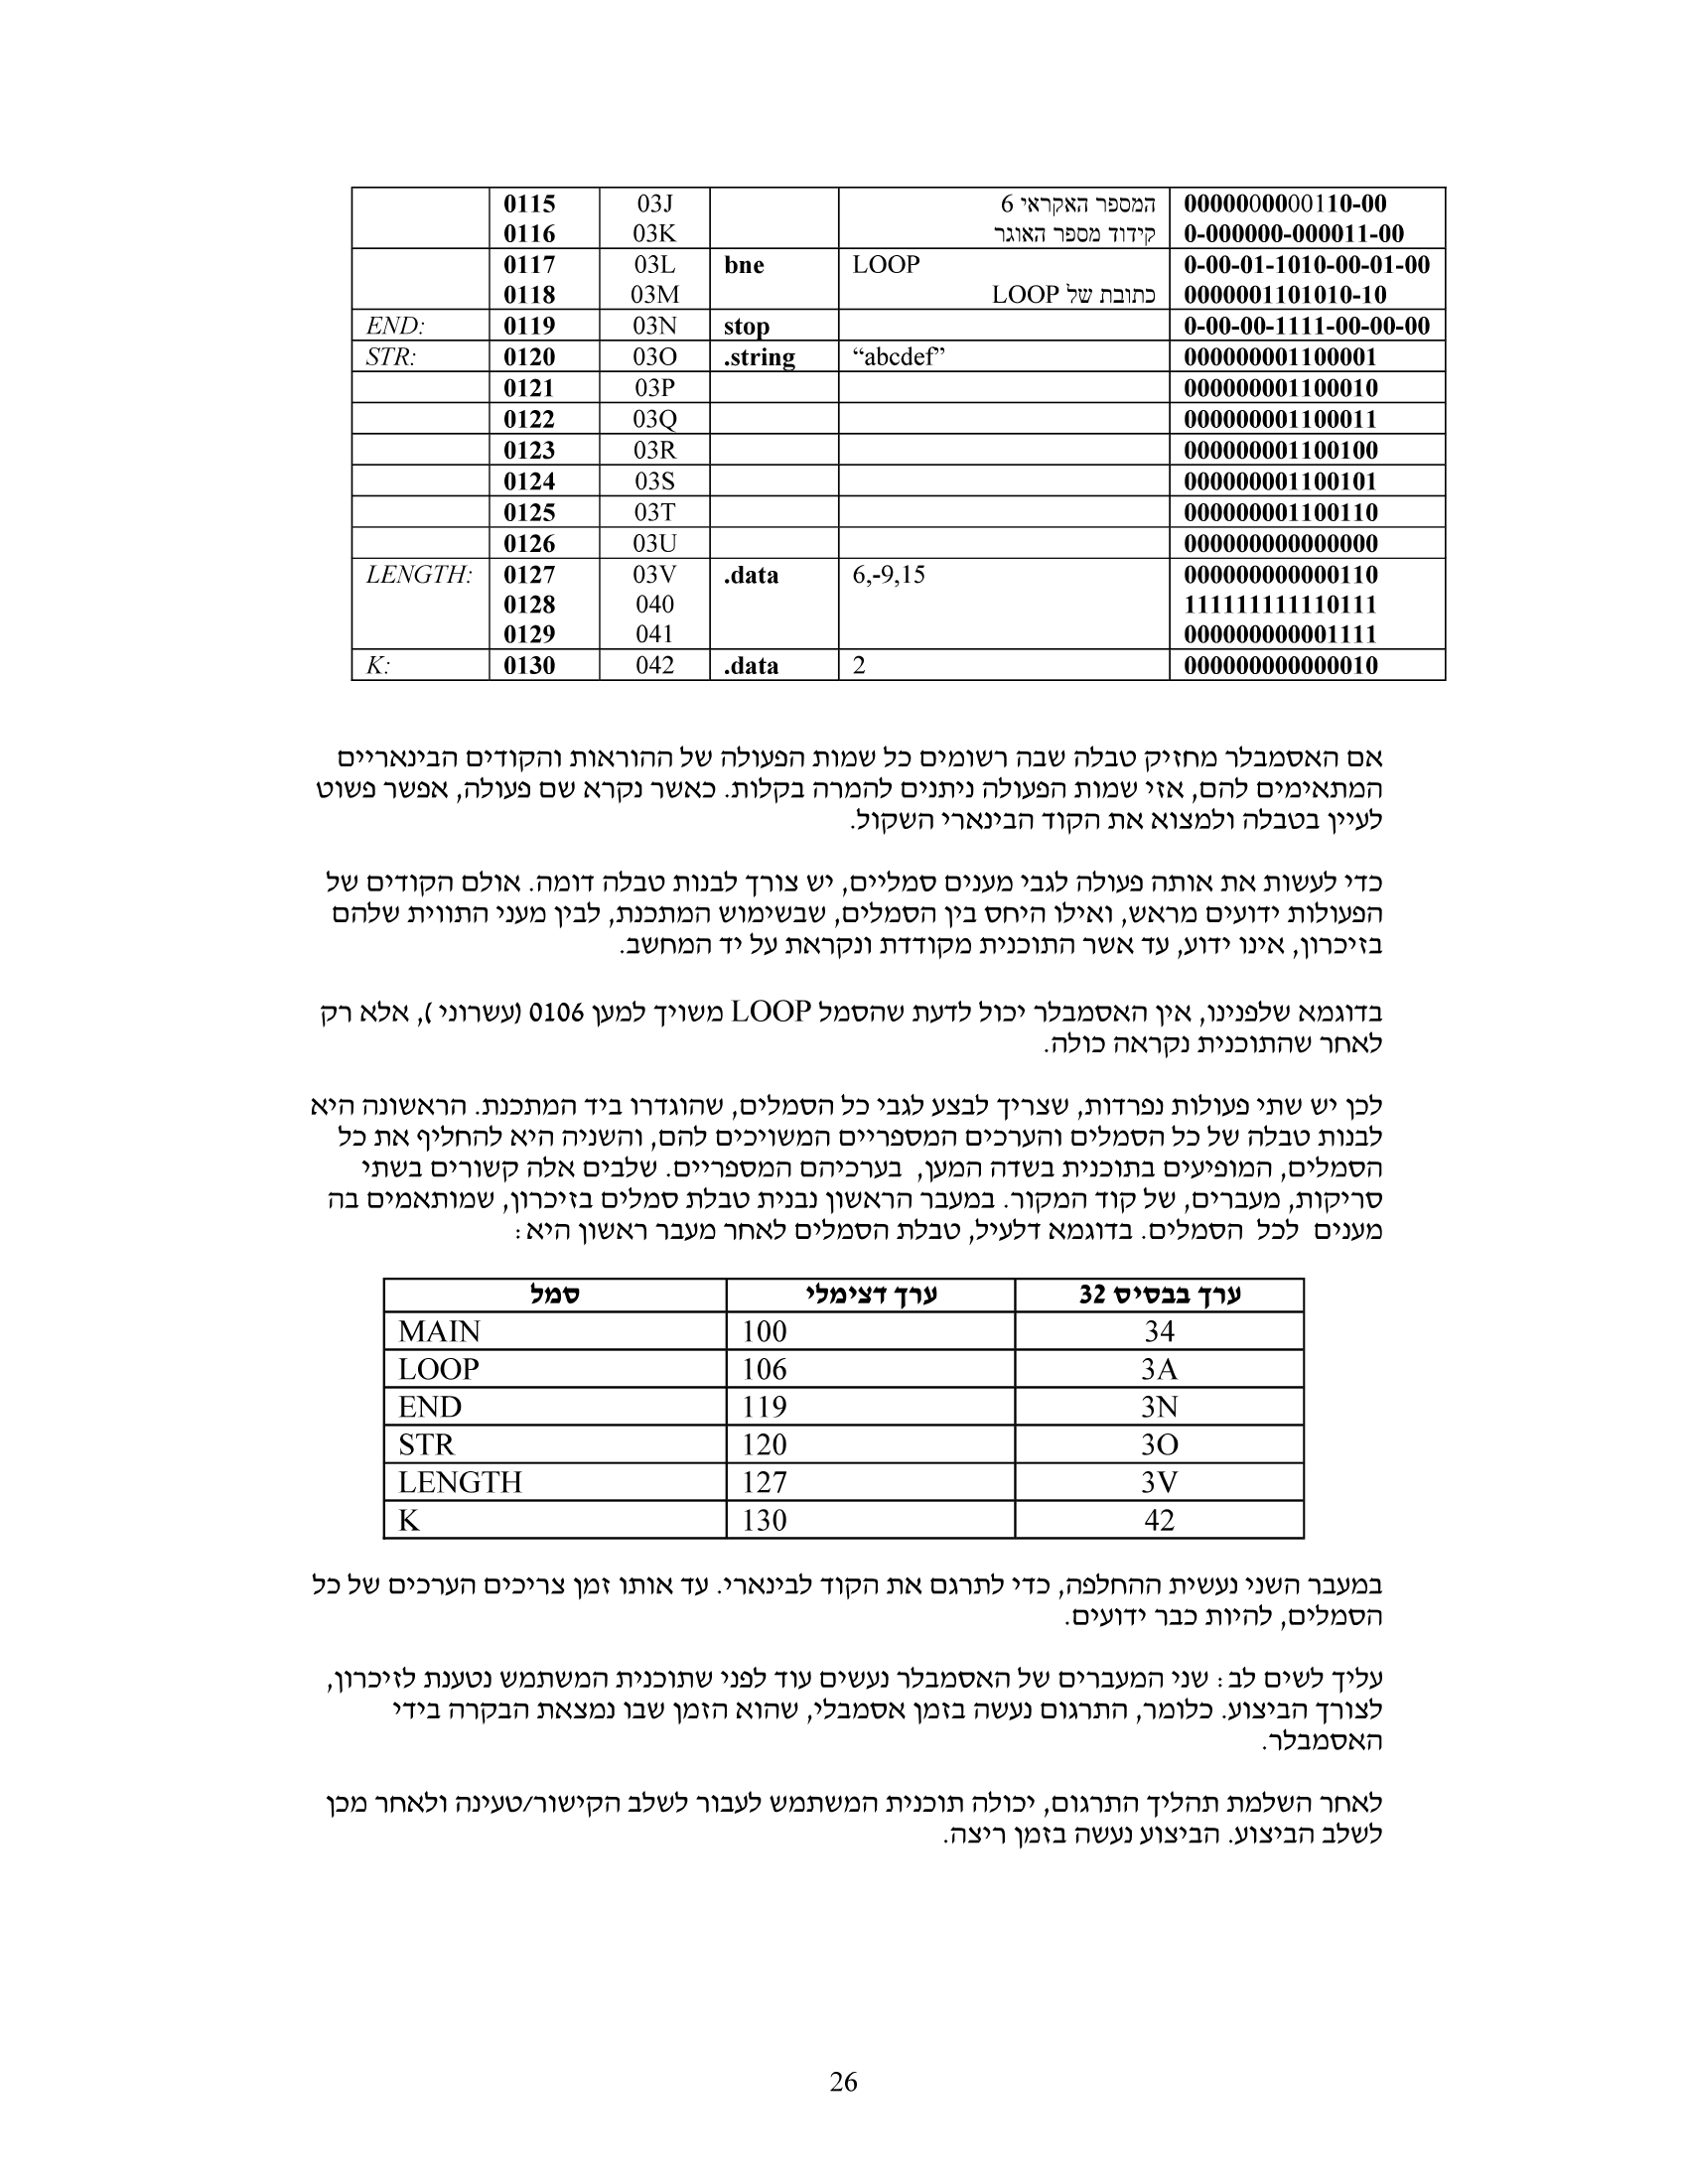 0115 03J המספר האקראי 6 0000000000110-00
0116 03K קידוד מספר האוגר 0-000000-000011-00
0117 03L bne LOOP 0-00-01-1010-00-01-00
0118 03M כתובת של LOOP 0000001101010-10
END: 0119 03N stop 0-00-00-1111-00-00-00
STR: 0120 03O .string “abcdef” 000000001100001
0121 03P 000000001100010
0122 03Q 000000001100011
0123 03R 000000001100100
0124 03S 000000001100101
0125 03T 000000001100110
0126 03U 000000000000000
LENGTH: 0127 03V .data 6,-9,15 000000000000110
0128 040 111111111110111
0129 041 000000000001111
K: 0130 042 .data 2 000000000000010
אם האסמבלר מחזיק טבלה שבה רשומים כל שמות הפעולה של ההוראות והקודים הבינאריים
המתאימים להם, אזי שמות הפעולה ניתנים להמרה בקלות. כאשר נקרא שם פעולה, אפשר פשוט
לעיין בטבלה ולמצוא את הקוד הבינארי השקול.
כדי לעשות את אותה פעולה לגבי מענים סמליים, יש צורך לבנות טבלה דומה. אולם הקודים של
הפעולות ידועים מראש, ואילו היחס בין הסמלים, שבשימוש המתכנת, לבין מעני התווית שלהם
בזיכרון, אינו ידוע, עד אשר התוכנית מקודדת ונקראת על יד המחשב.
בדוגמא שלפנינו, אין האסמבלר יכול לדעת שהסמל LOOP משויך למען 0106 (עשרוני ), אלא רק
לאחר שהתוכנית נקראה כולה.
לכן יש שתי פעולות נפרדות, שצריך לבצע לגבי כל הסמלים, שהוגדרו ביד המתכנת. הראשונה היא
לבנות טבלה של כל הסמלים והערכים המספריים המשויכים להם, והשניה היא להחליף את כל
הסמלים, המופיעים בתוכנית בשדה המען, בערכיהם המספריים. שלבים אלה קשורים בשתי
סריקות, מעברים, של קוד המקור. במעבר הראשון נבנית טבלת סמלים בזיכרון, שמותאמים בה
מענים לכל הסמלים. בדוגמא דלעיל, טבלת הסמלים לאחר מעבר ראשון היא:
סמל ערך דצימלי ערך בבסיס 32
MAIN 100 34
LOOP 106 3A
END 119 3N
STR 120 3O
LENGTH 127 3V
K 130 42
במעבר השני נעשית ההחלפה, כדי לתרגם את הקוד לבינארי. עד אותו זמן צריכים הערכים של כל
הסמלים, להיות כבר ידועים.
עליך לשים לב: שני המעברים של האסמבלר נעשים עוד לפני שתוכנית המשתמש נטענת לזיכרון,
לצורך הביצוע. כלומר, התרגום נעשה בזמן אסמבלי, שהוא הזמן שבו נמצאת הבקרה בידי
האסמבלר.
לאחר השלמת תהליך התרגום, יכולה תוכנית המשתמש לעבור לשלב הקישור/טעינה ולאחר מכן
לשלב הביצוע. הביצוע נעשה בזמן ריצה.
26